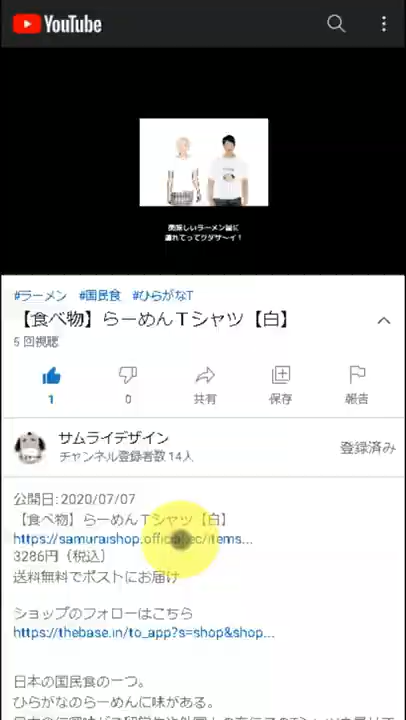 YouTube
美味しいラーメン屋に
連れてってクダサ〜イ！
#ラーメン #国民食 #ひらがなT
【食べ物】らーめんＴシャツ【白】
5 回視聴
1
0
共有
保存
報告
サムライデザイン
チャンネル登録者数 14人
登録済み
公開日: 2020/07/07
【食べ物】らーめんＴシャツ【白】
https://samuraishop.official.ec/items...
3286円（税込）
送料無料でポストにお届け
ショップのフォローはこちら
https://thebase.in/to_app?s=shop&shop...
日本の国民食の一つ。
ひらがなのらーめんに味がある。